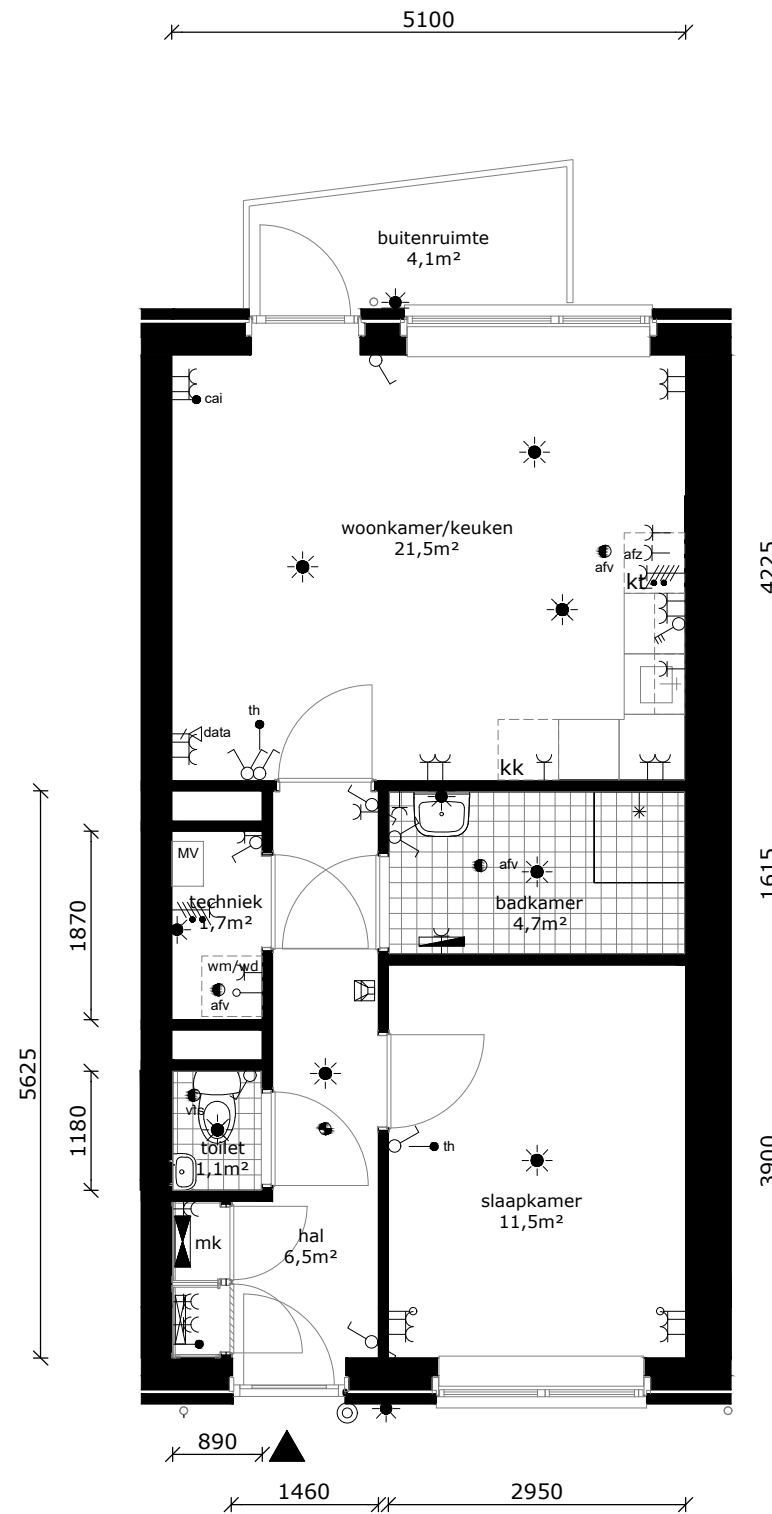 5100
buitenruimte
4,1m²
cai
woonkamer/keuken
21,5m²
afv
afz
kt
4225
th
data
kk
MV
techniek
1,7m²
afv
badkamer
4,7m²
1615
1870
wm/wd
afv
5625
vts
toilet
1,1m²
1180
th
slaapkamer
11,5m²
3900
mk
hal
6,5m²
890
1460
2950